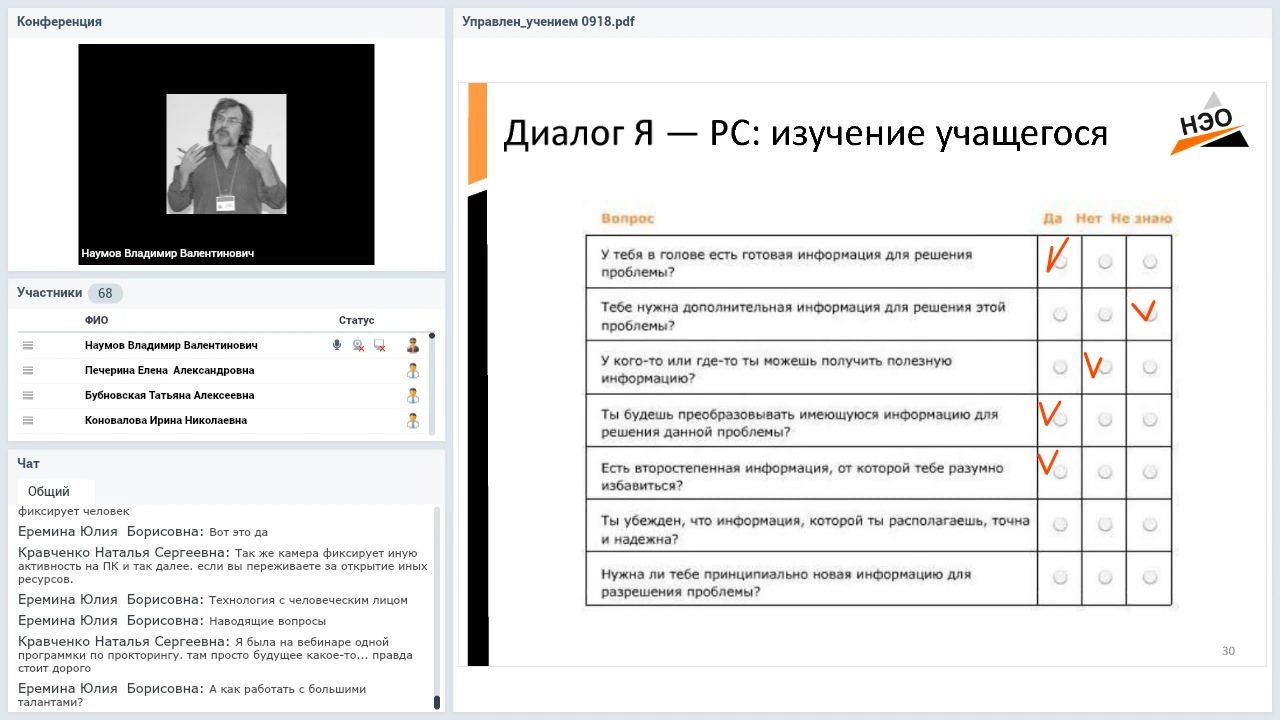 Конференция
Наумов Владимир Валентинович
Участники 68
ФИО Статус
Наумов Владимир Валентинович
Печерина Елена Александровна
Бубновская Татьяна Алексеевна
Коновалова Ирина Николаевна
Чат
Общий
фиксирует человек
Еремина Юлия Борисовна: Вот это да
Кравченко Наталья Сергеевна: Так же камера фиксирует иную
активность на ПК и так далее. если вы переживаете за открытие иных
ресурсов.
Еремина Юлия Борисовна: Технология с человеческим лицом
Еремина Юлия Борисовна: Наводящие вопросы
Кравченко Наталья Сергеевна: Я была на вебинаре одной
программки по прокторингу. там просто будущее какое-то... правда
стоит дорого
Еремина Юлия Борисовна: А как работать с большими
талантами?
Управлен_учением 0918.pdf
Диалог Я — РС: изучение учащегося
НЭО
Вопрос Да Нет Не знаю
У тебя в голове есть готовая информация для решения
проблемы?
Тебе нужна дополнительная информация для решения этой
проблемы?
У кого-то или где-то ты можешь получить полезную
информацию?
Ты будешь преобразовывать имеющуюся информацию для
решения данной проблемы?
Есть второстепенная информация, от которой тебе разумно
избавиться?
Ты убежден, что информация, которой ты располагаешь, точна
и надежна?
Нужна ли тебе принципиально новая информацию для
разрешения проблемы?
30